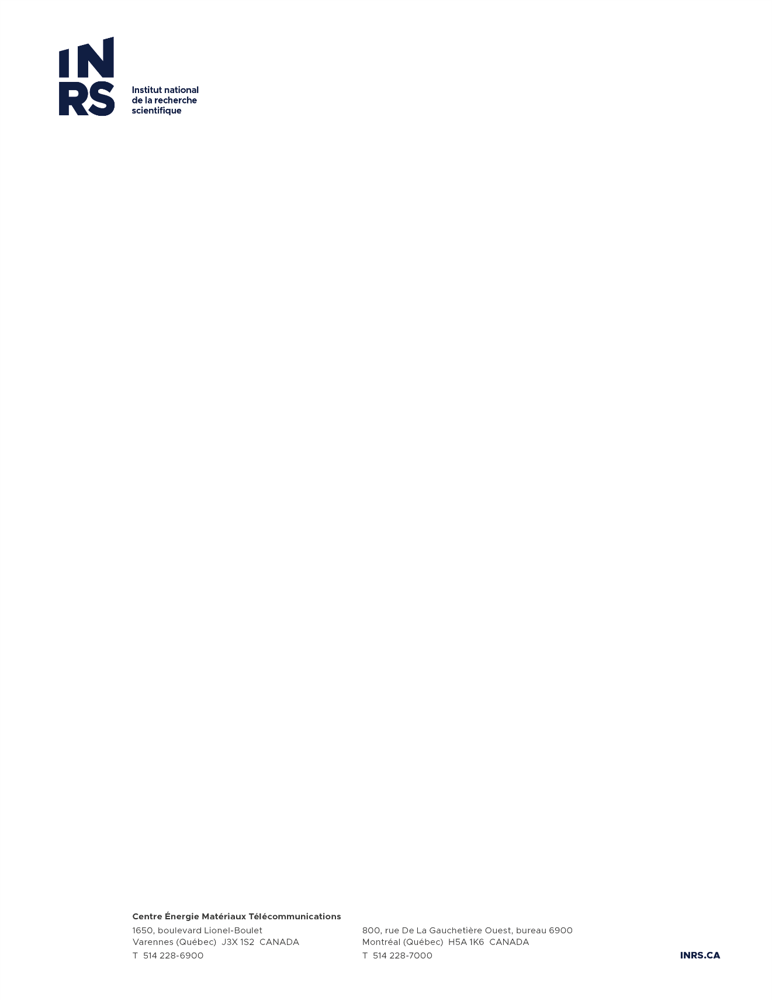 IN
RS
Institut national
de la recherche
scientifique
Centre Énergie Matériaux Télécommunications
1650, boulevard Lionel-Boulet
Varennes (Québec) J3X 1S2 CANADA
T 514 228-6900
800, rue De La Gauchetière Ouest, bureau 6900
Montréal (Québec) H5A 1K6 CANADA
T 514 228-7000
INRS.CA